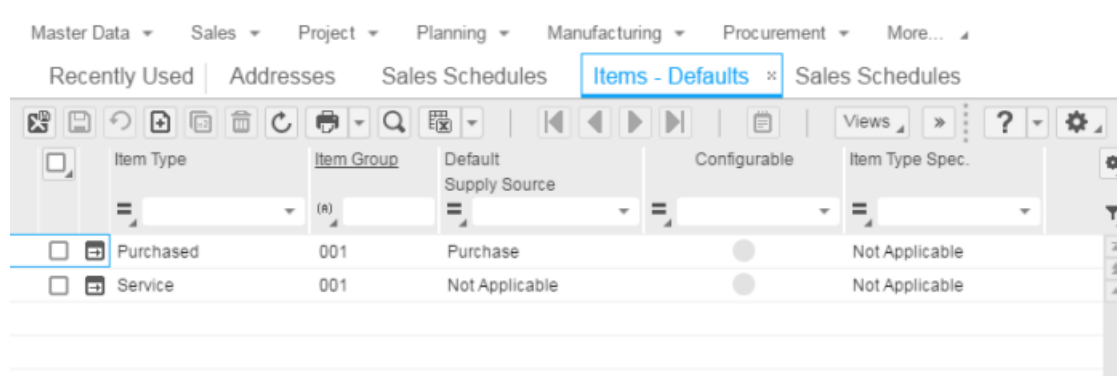 Master Data Sales Project Planning Manufacturing Procurement More...
Recently Used Addresses Sales Schedules Items - Defaults × Sales Schedules
Views » ?
Item Type Item Group Default Supply Source Configurable Item Type Spec.
= (A) = = =
Purchased 001 Purchase Not Applicable
Service 001 Not Applicable Not Applicable